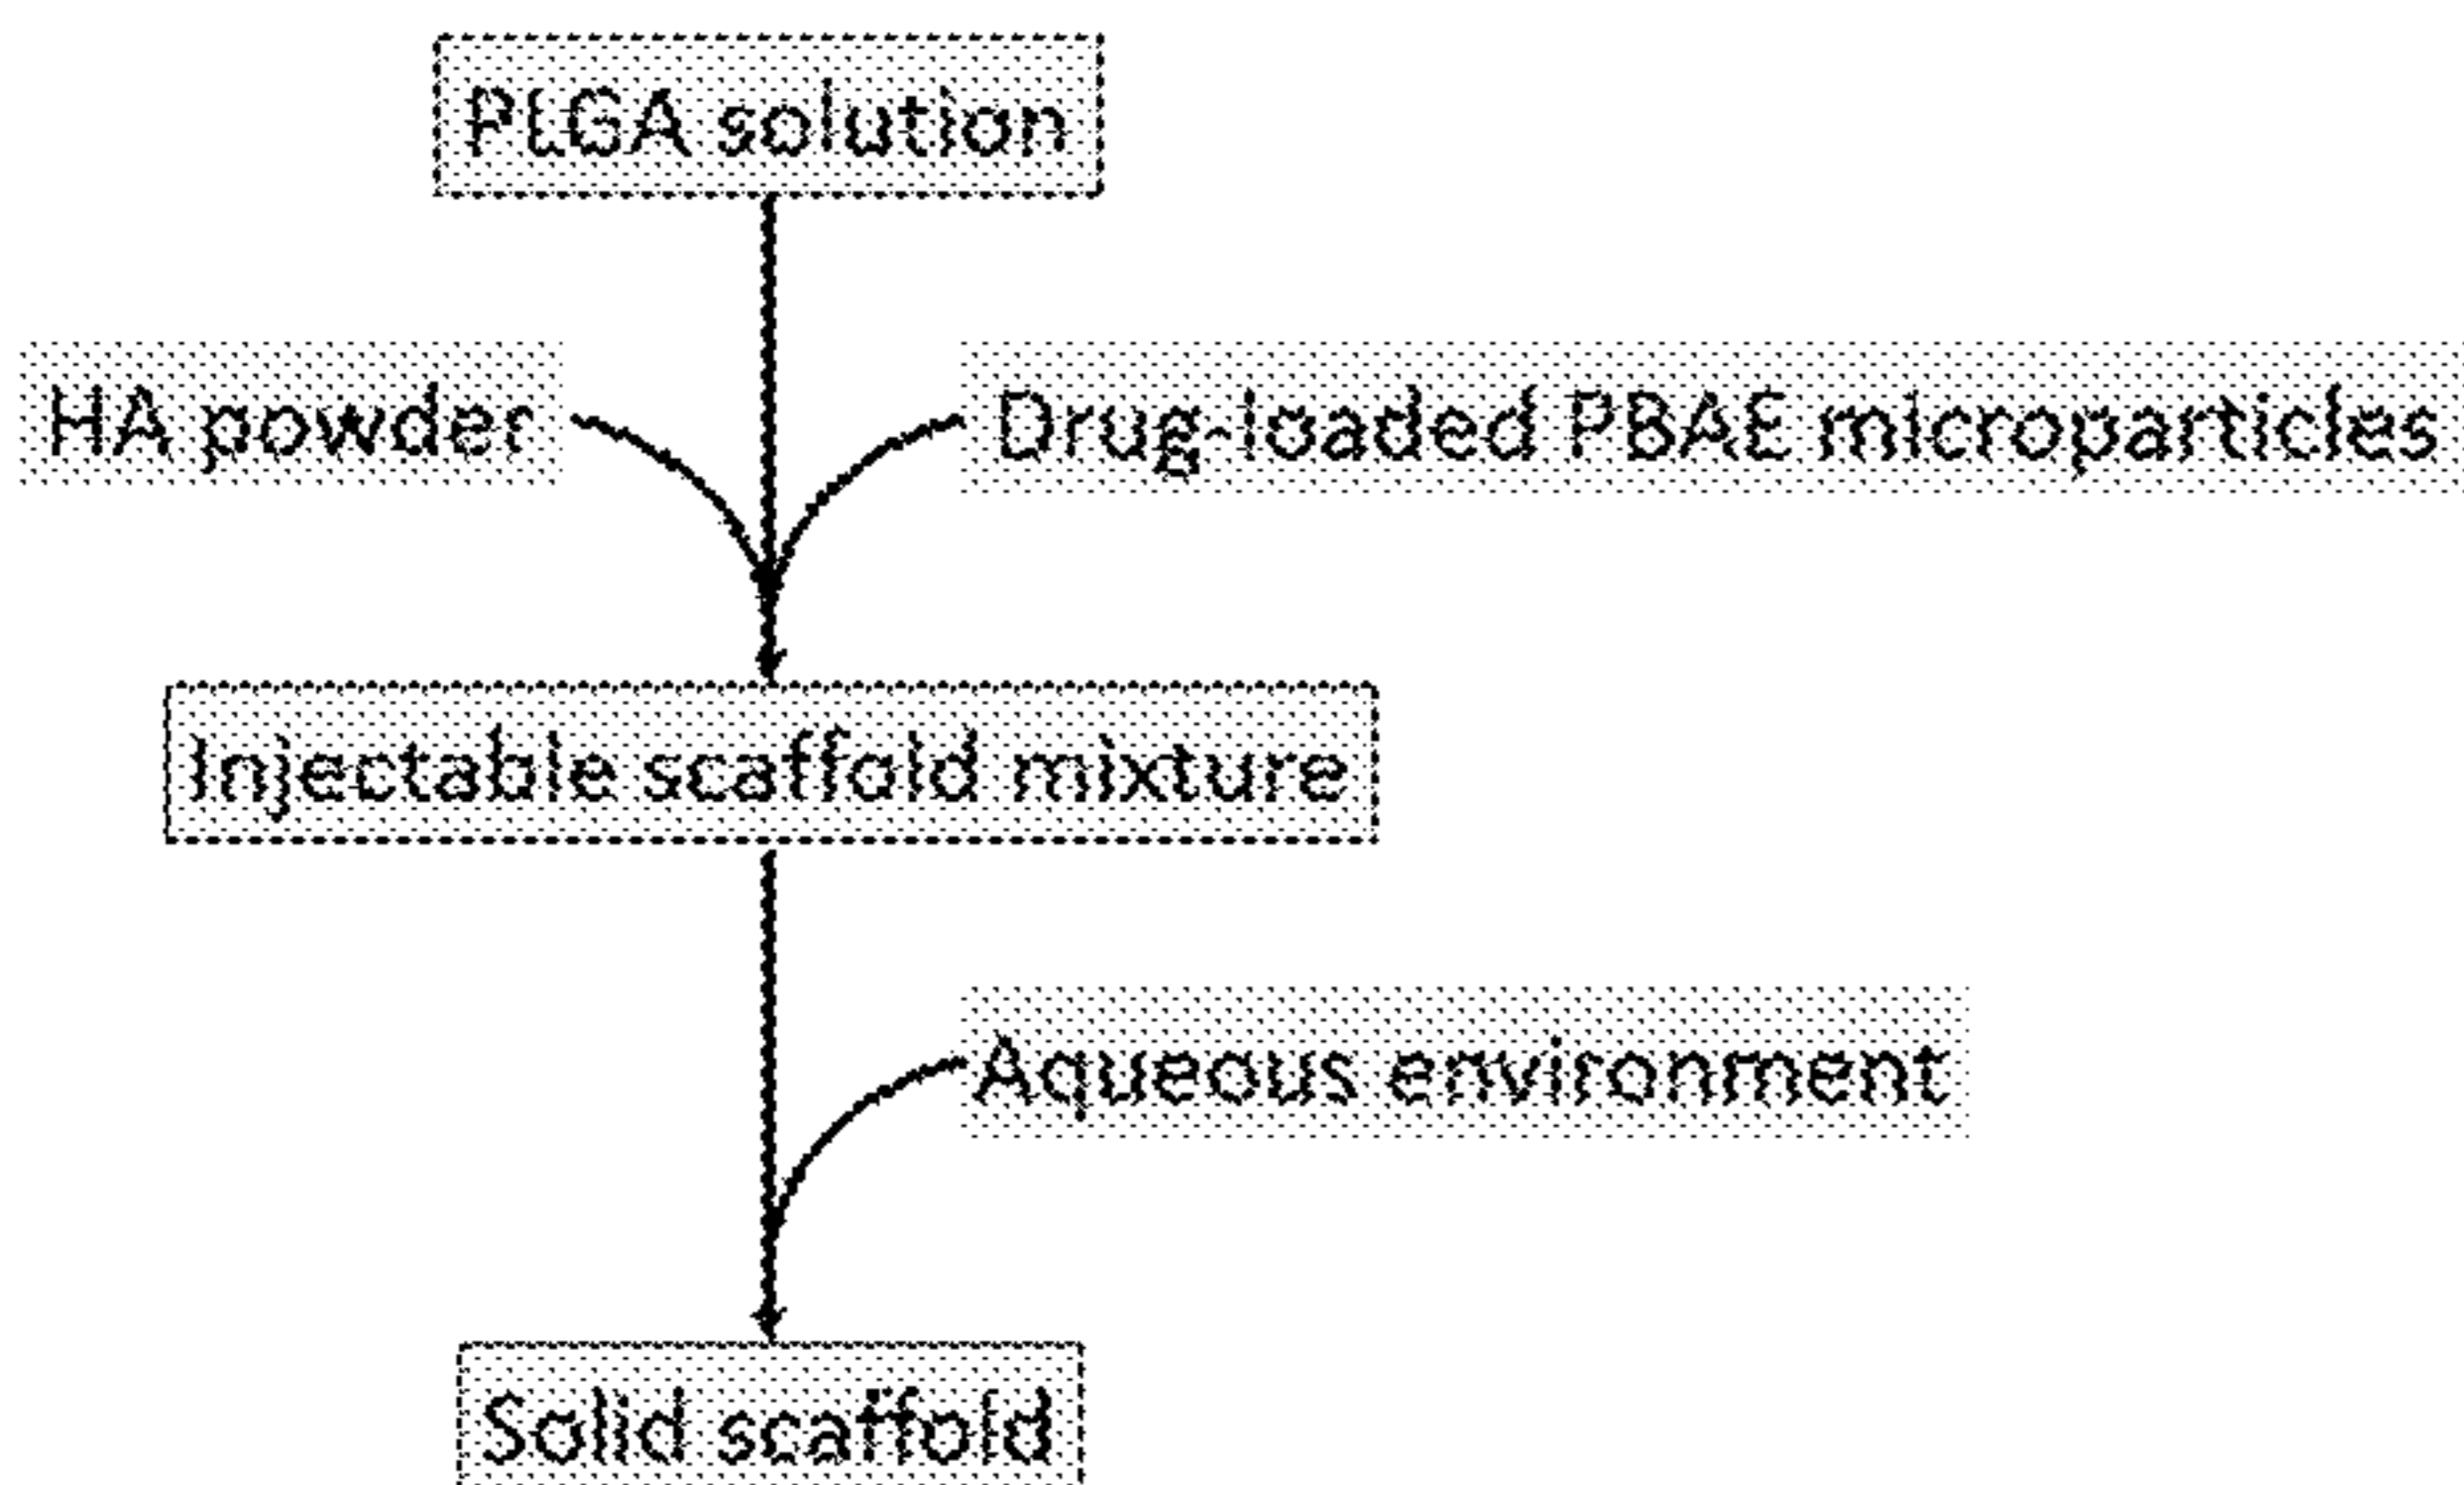 PLGA solution
HA powder
Drug-loaded PBAE microparticles
Injectable scaffold mixture
Aqueous environment
Solid scaffold